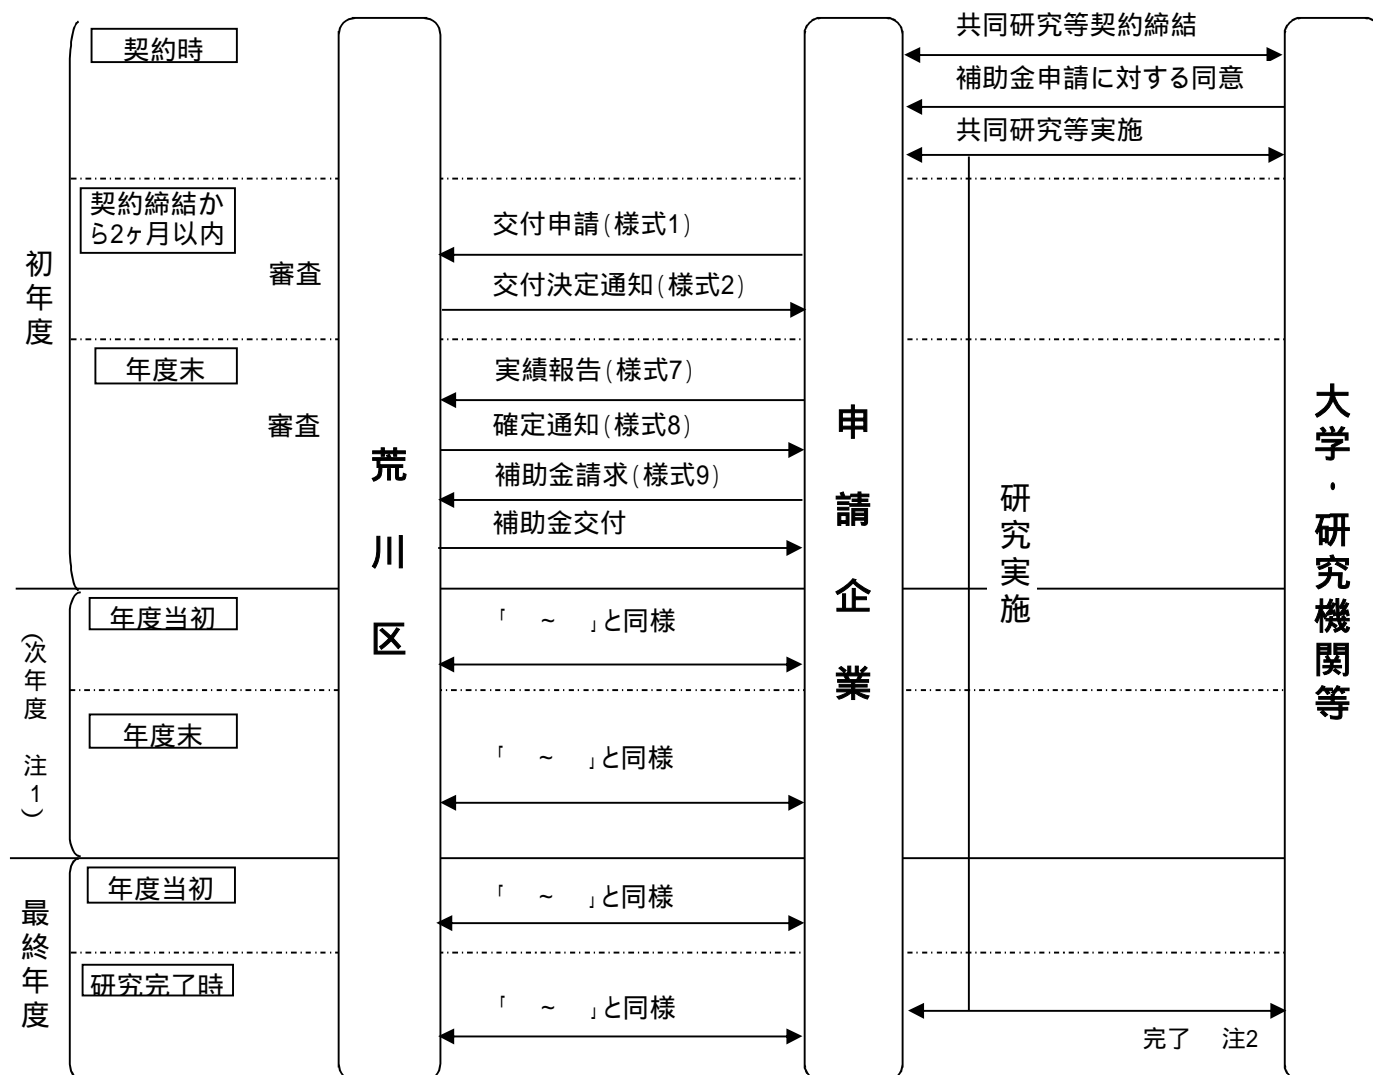 共同研究等契約締結
契約時
補助金申請に対する同意
共同研究等実施
初年度
契約締結か
ら2ヶ月以内
交付申請(様式1)
審査
交付決定通知(様式2)
年度末
実績報告(様式7)
審査
確定通知(様式8)
補助金請求(様式9)
補助金交付
荒川区
申請企業
大学・研究機関等
研究実施
(次年度 注1)
年度当初
「 ~ 」と同様
年度末
「 ~ 」と同様
最終年度
年度当初
「 ~ 」と同様
研究完了時
「 ~ 」と同様
完了 注2